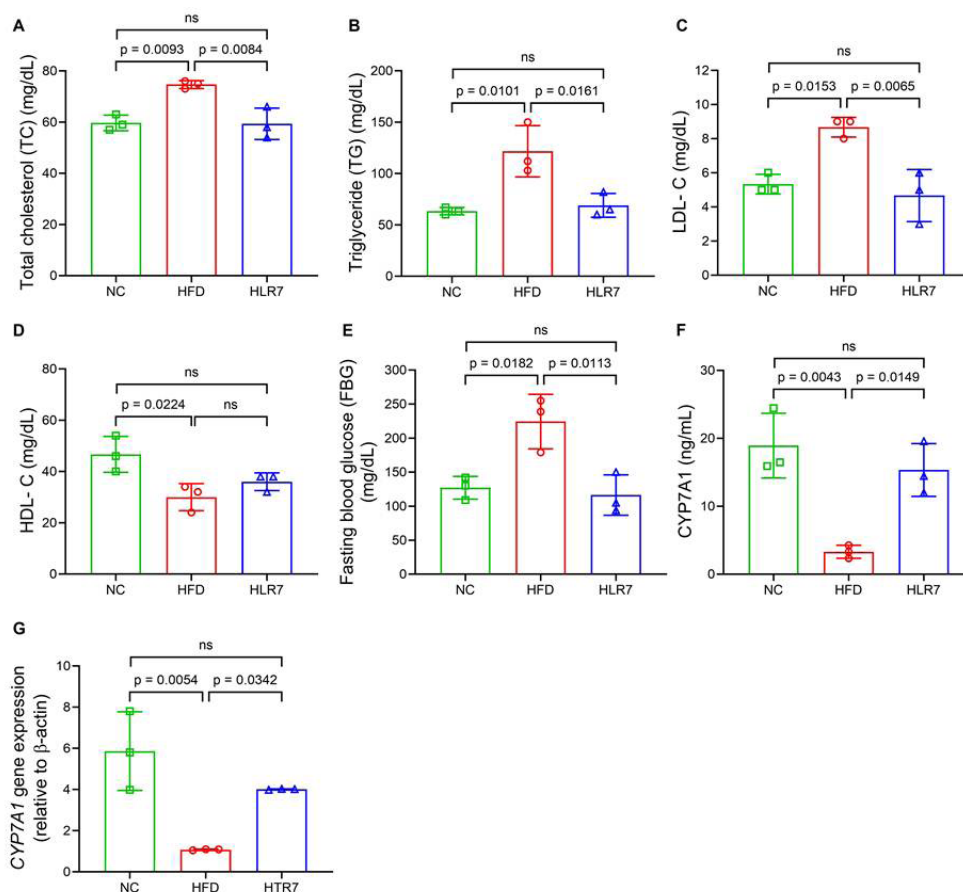 A
ns
p = 0.0093
p = 0.0084
Total cholesterol (TC) (mg/dL)
80
60
40
20
0
NC
HFD
HLR7
B
ns
p = 0.0101
p = 0.0161
Triglyceride (TG) (mg/dL)
200
150
100
50
0
NC
HFD
HLR7
C
ns
p = 0.0153
p = 0.0065
LDL- C (mg/dL)
10
8
6
4
2
0
NC
HFD
HLR7
D
ns
p = 0.0224
ns
HDL- C (mg/dL)
80
60
40
20
0
NC
HFD
HLR7
E
ns
p = 0.0182
p = 0.0113
Fasting blood glucose (FBG)
(mg/dL)
300
250
200
150
100
50
0
NC
HFD
HLR7
F
ns
p = 0.0043
p = 0.0149
CYP7A1 (ng/mL)
30
20
10
0
NC
HFD
HLR7
G
ns
p = 0.0054
p = 0.0342
CYP7A1 gene expression
(relative to β-actin)
10
8
6
4
2
0
NC
HFD
HTR7